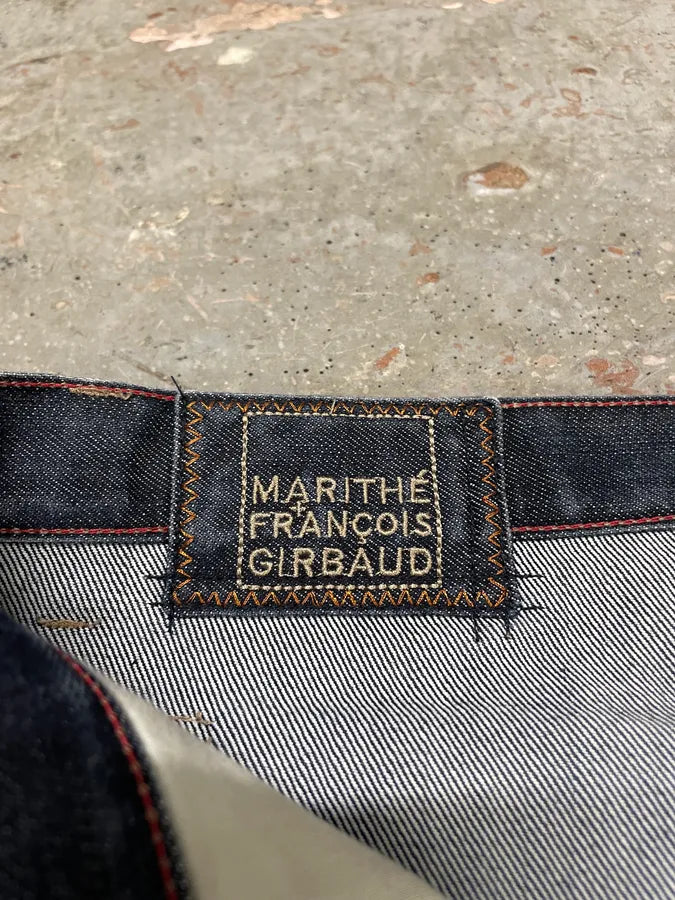 MARITHÉ
+
FRANÇOIS
GIRBAUD